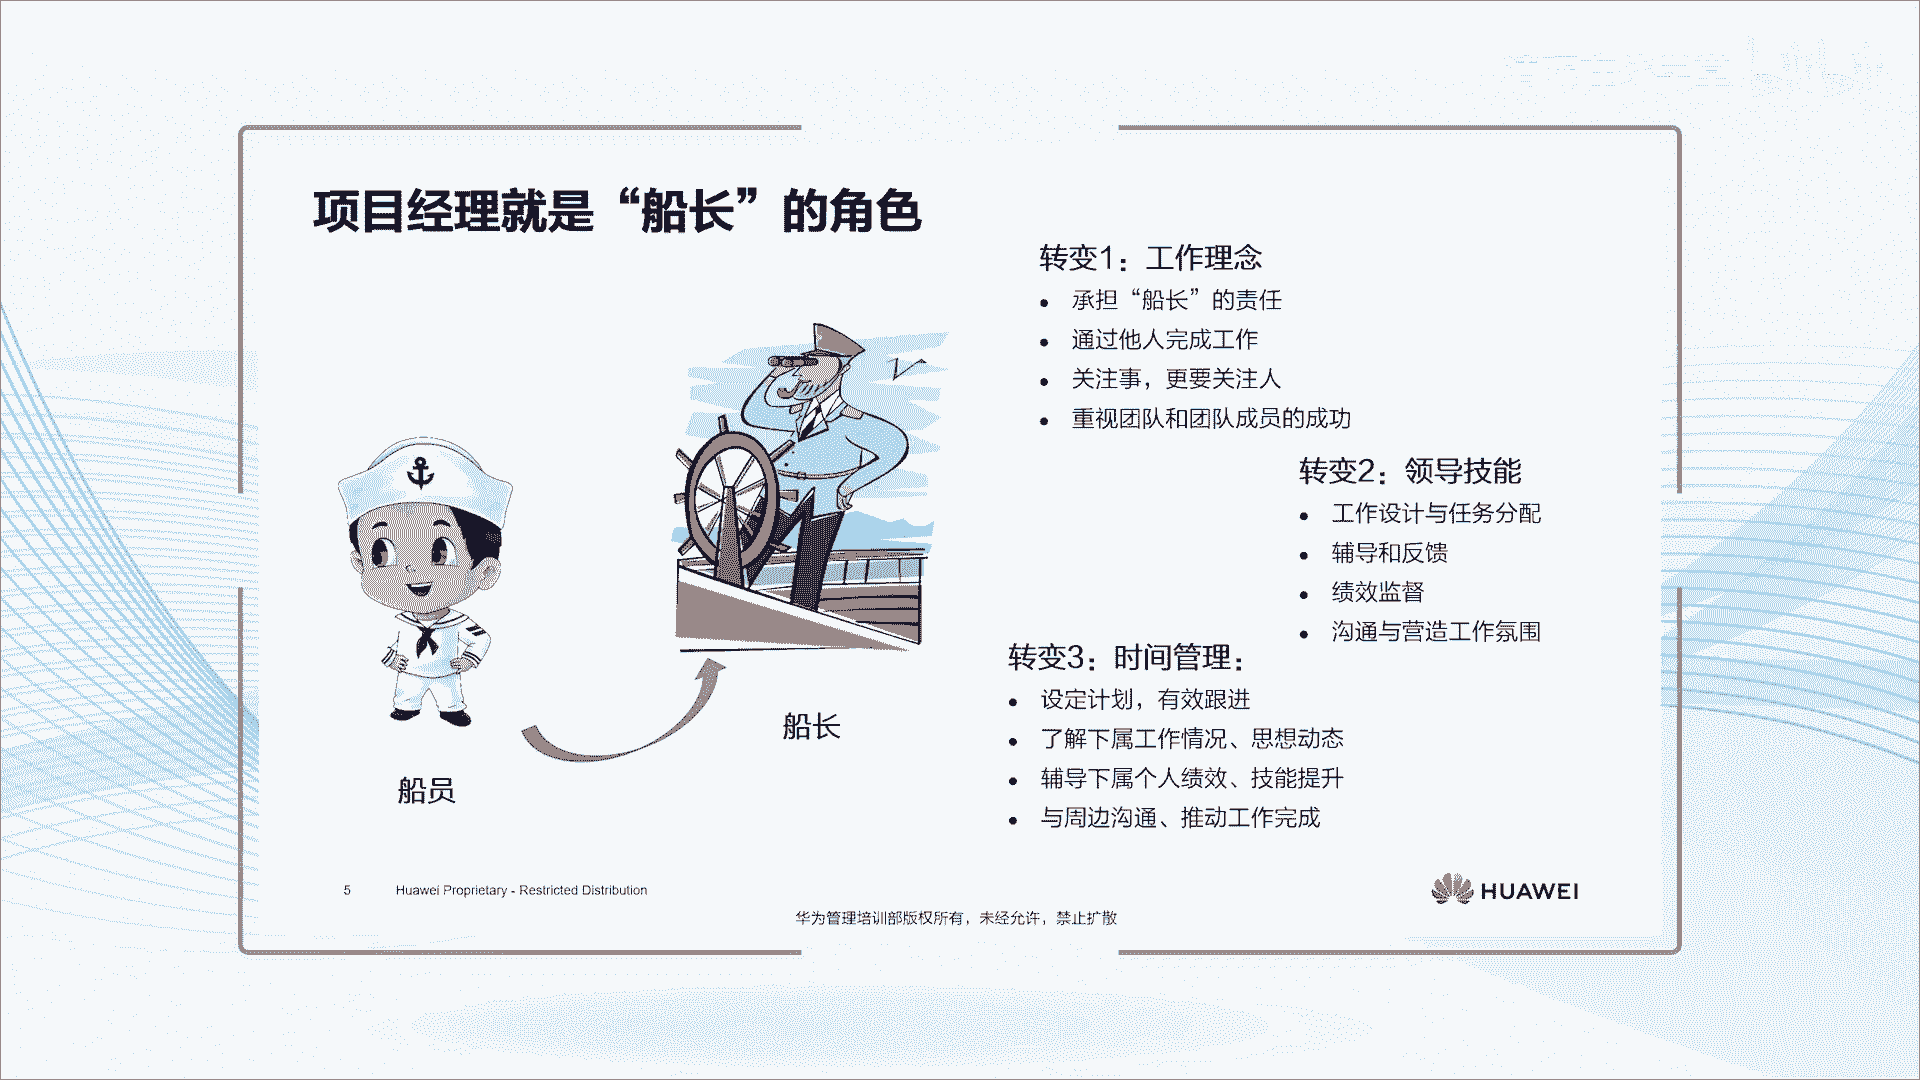 项目经理就是“船长”的角色
转变1：工作理念
承担“船长”的责任
通过他人完成工作
关注事，更要关注人
重视团队和团队成员的成功
转变2：领导技能
工作设计与任务分配
辅导和反馈
绩效监督
沟通与营造工作氛围
转变3：时间管理：
设定计划，有效跟进
了解下属工作情况、思想动态
辅导下属个人绩效、技能提升
与周边沟通、推动工作完成
船长
船员
5 Huawei Proprietary - Restricted Distribution
HUAWEI
华为管理培训部版权所有，未经允许，禁止扩散